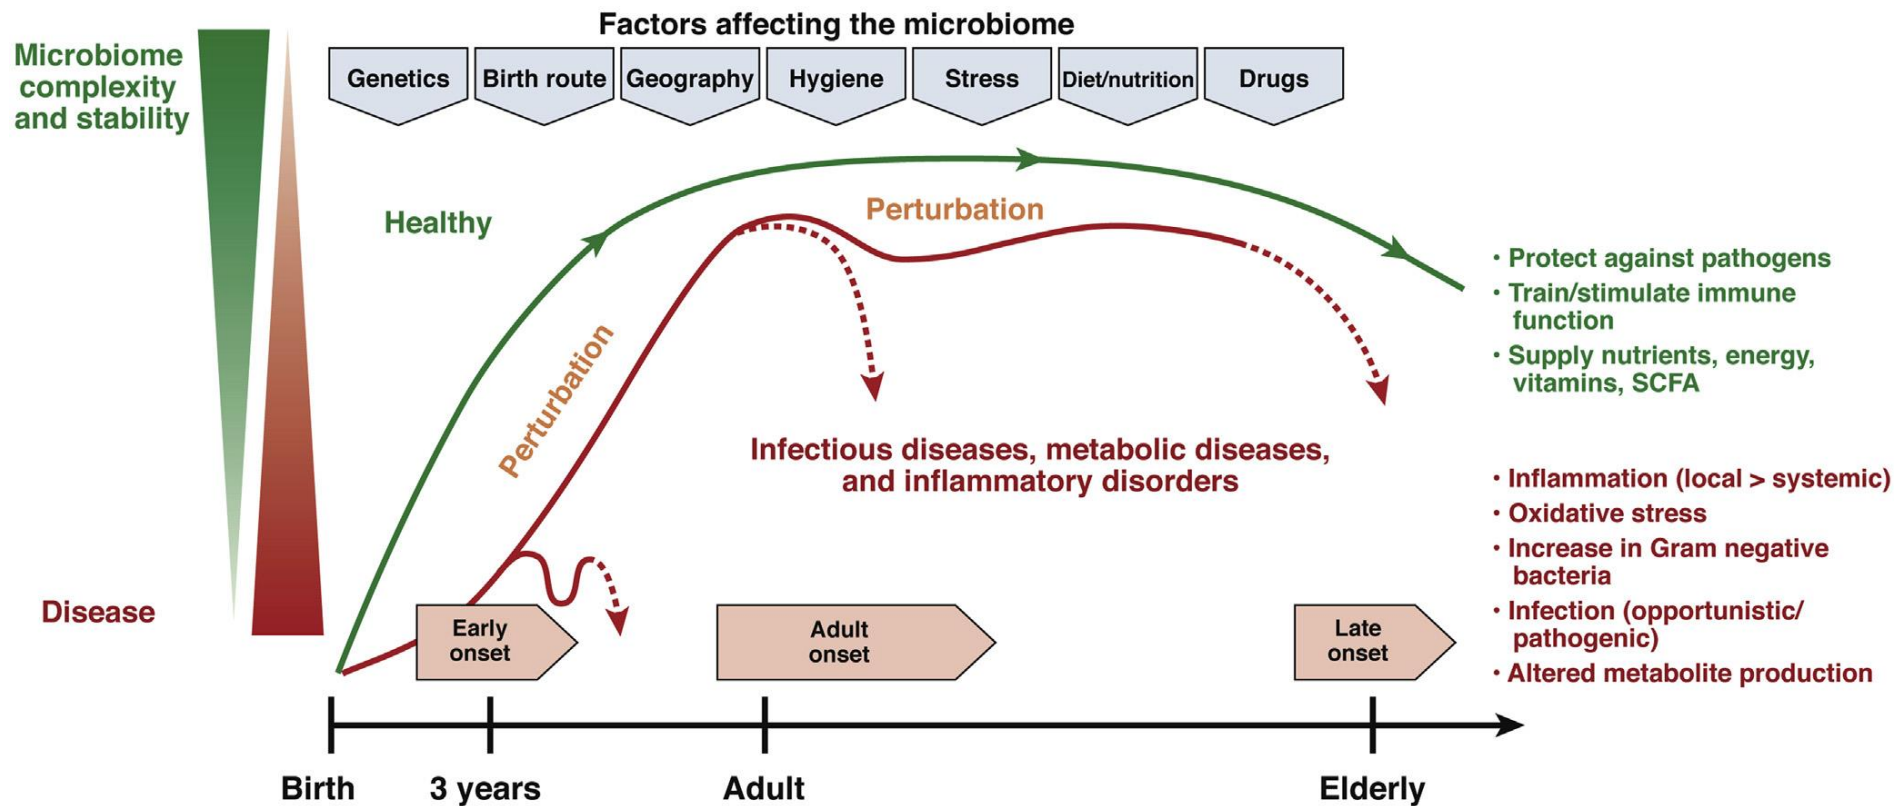 Factors affecting the microbiome
Microbiome
complexity
and stability
Genetics
Birth route
Geography
Hygiene
Stress
Diet/nutrition
Drugs
Healthy
Perturbation
Perturbation
• Protect against pathogens
• Train/stimulate immune
function
• Supply nutrients, energy,
vitamins, SCFA
Infectious diseases, metabolic diseases,
and inflammatory disorders
• Inflammation (local > systemic)
• Oxidative stress
• Increase in Gram negative
bacteria
• Infection (opportunistic/
pathogenic)
• Altered metabolite production
Disease
Early
onset
Adult
onset
Late
onset
Birth
3 years
Adult
Elderly